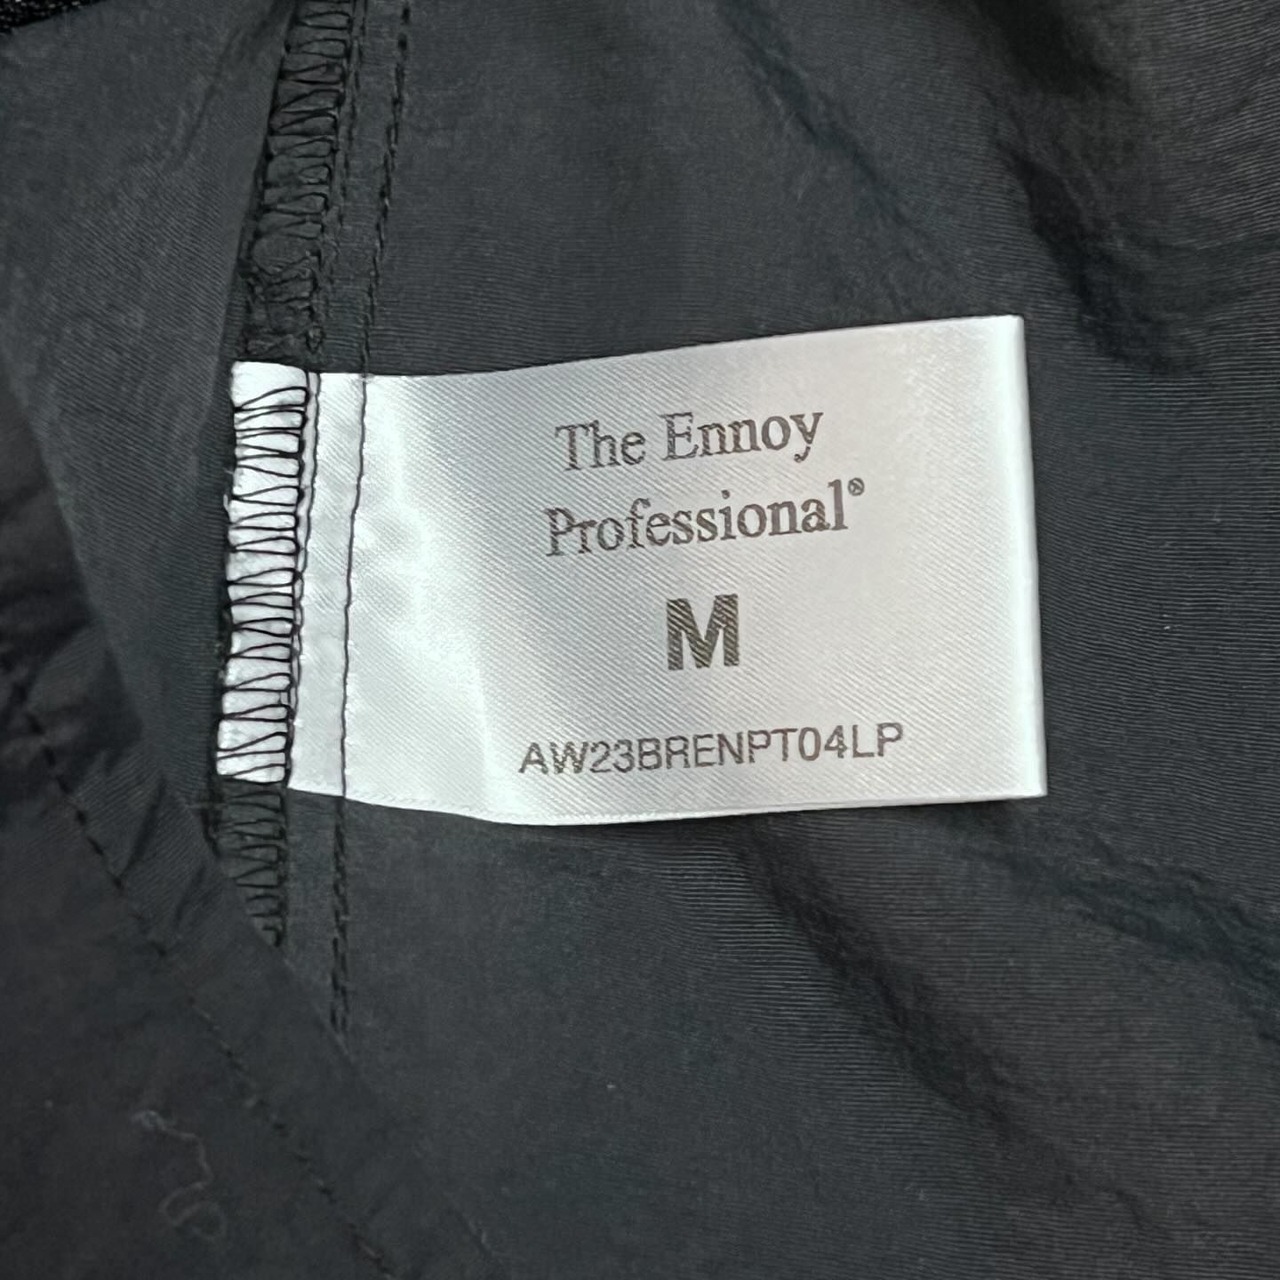 The Ennoy
Professional®
M
AW23BRENPT04LP